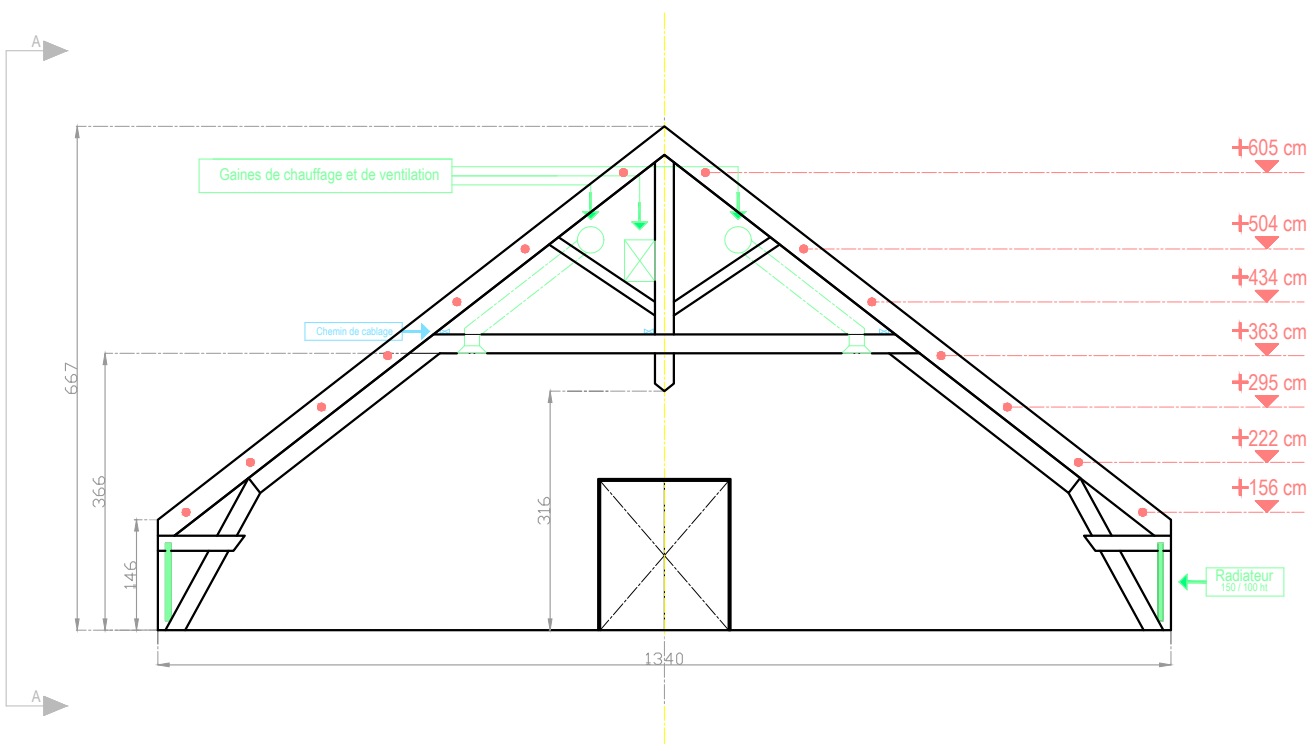 A
+605 cm
Gaines de chauffage et de ventilation
+504 cm
+434 cm
Chemin de cablage
+363 cm
667
+295 cm
+222 cm
366
+156 cm
316
146
Radiateur
150 / 100 ht
1340
A